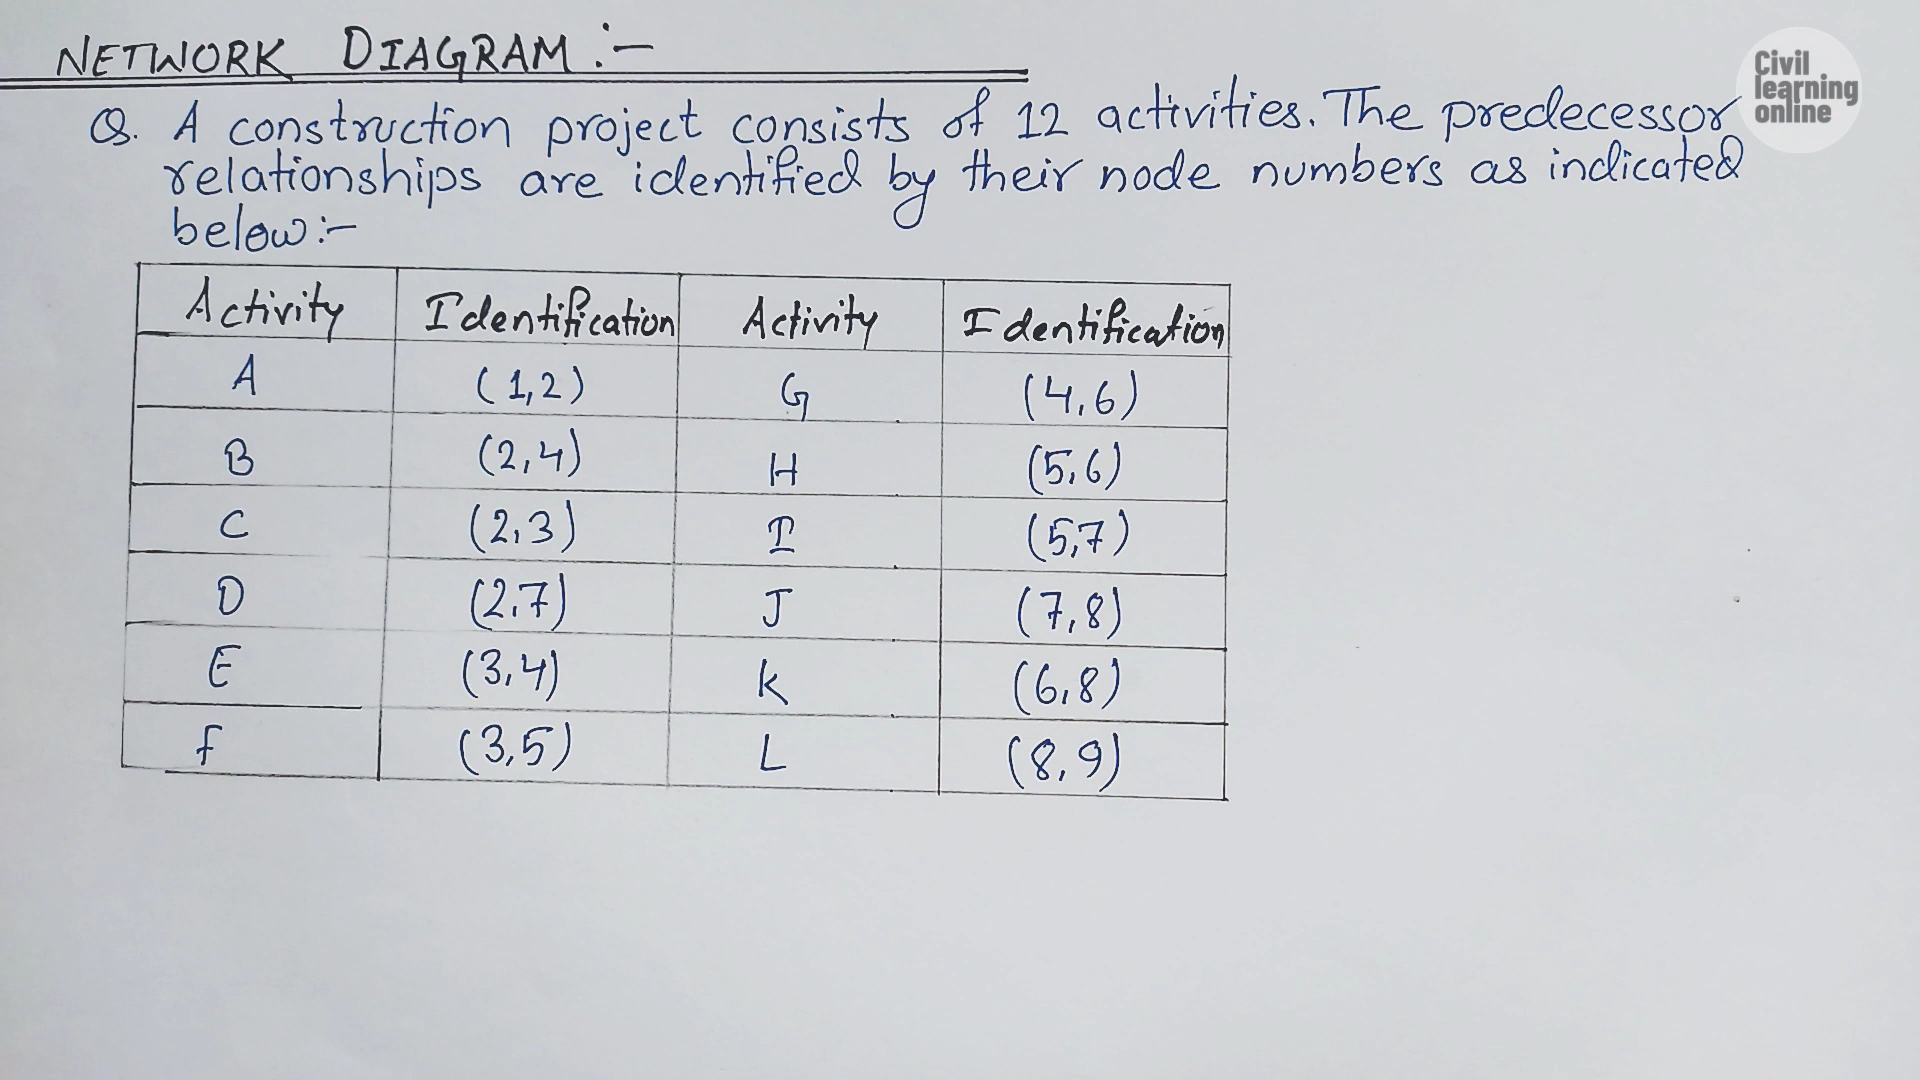 NETWORK DIAGRAM :-
Civil
learning
online
Q. A construction project consists of 12 activities. The predecessor
relationships are identified by their node numbers as indicated
below:-
Activity Identification Activity Identification
A (1,2) G (4,6)
B (2,4) H (5,6)
C (2,3) I (5,7)
D (2,7) J (7,8)
E (3,4) K (6,8)
F (3,5) L (8,9)